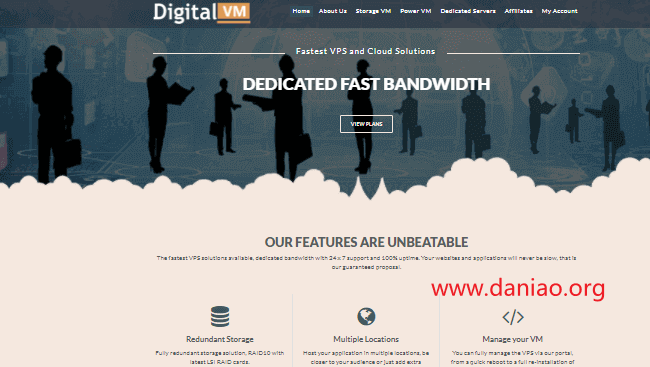 Digital VM
Home About Us Storage VM Power VM Dedicated Servers Affiliates My Account
Fastest VPS and Cloud Solutions
DEDICATED FAST BANDWIDTH
VIEW PLANS
OUR FEATURES ARE UNBEATABLE
The fastest VPS solutions available, dedicated bandwidth with 24x7 support and 100% uptime. Your websites and applications will never be slow, that is
our guaranteed proposal.
www.daniao.org
Redundant Storage
Fully redundant storage solution, RAID10 with
latest LSI RAID cards.
Multiple Locations
Host your application in multiple locations, be
closer to your audience or just add extra
Manage your VM
You can fully manage the VPS via our portal,
from a quick reboot to a full re-installation of